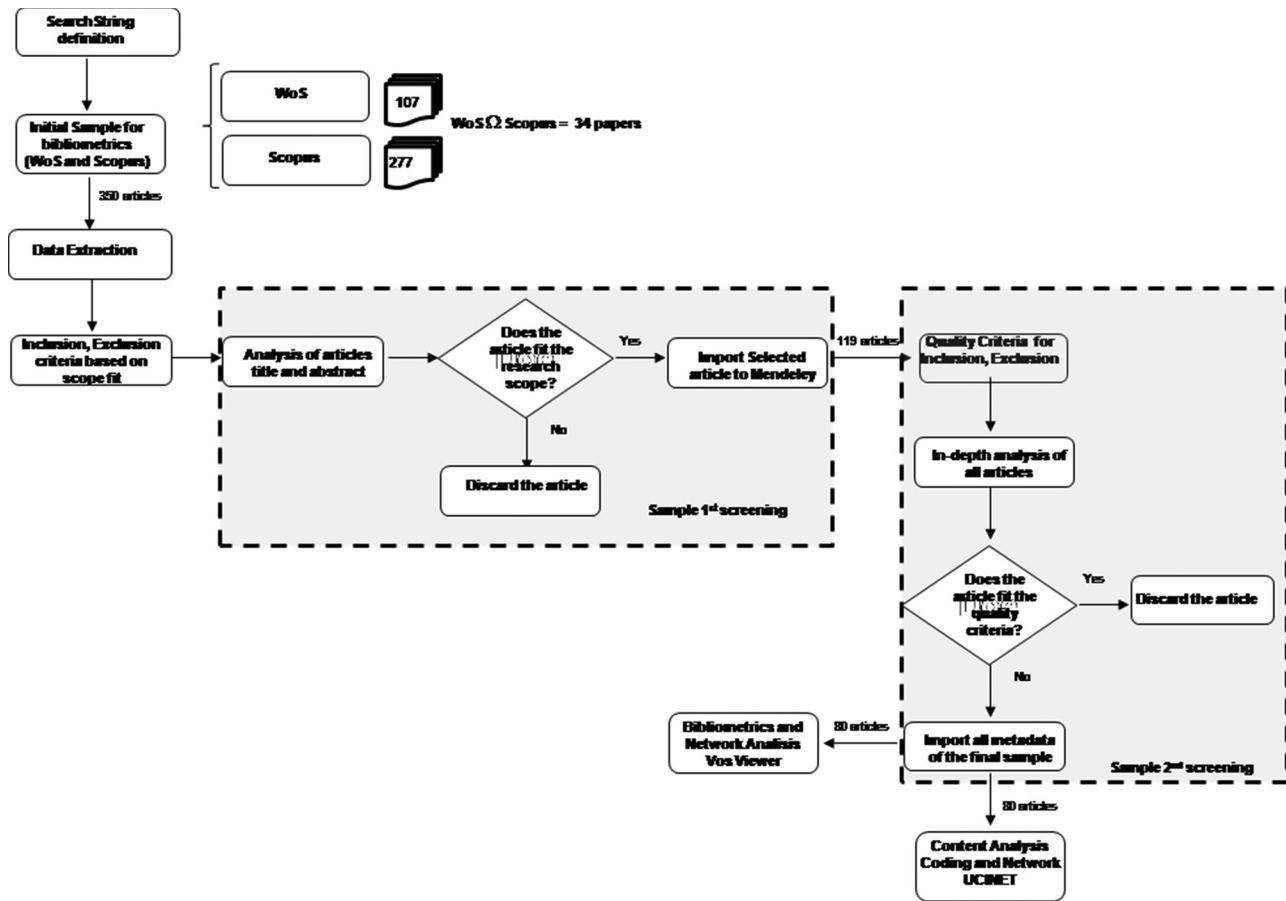 Search String
definition
WoS
107
WoS Ω Scopus = 34 papers
Initial Sample for
bibliometrics
(WoS and Scopus)
Scopus
277
350 articles
Data Extraction
Inclusion, Exclusion
criteria based on
scope fit
Analysis of articles
title and abstract
Does the
article fit the
research
scope?
Yes
Import Selected
article to Mendeley
No
Discard the article
Sample 1st screening
119 articles
Quality Criteria for
Inclusion, Exclusion
In-depth analysis of
all articles
Does the
article fit the
quality
criteria?
Yes
Discard the article
No
Import all metadata
of the final sample
Sample 2nd screening
80 articles
Bibliometrics and
Network Analisis
Vos Viewer
80 articles
Content Analysis
Coding and Network
UCINET